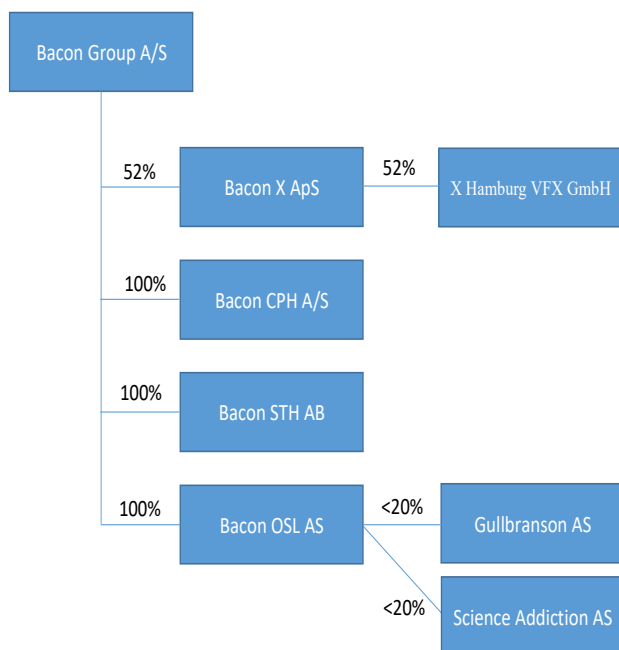 Bacon Group A/S
52%
Bacon X ApS
52%
X Hamburg VFX GmbH
100%
Bacon CPH A/S
100%
Bacon STH AB
100%
Bacon OSL AS
<20%
Gullbranson AS
<20%
Science Addiction AS